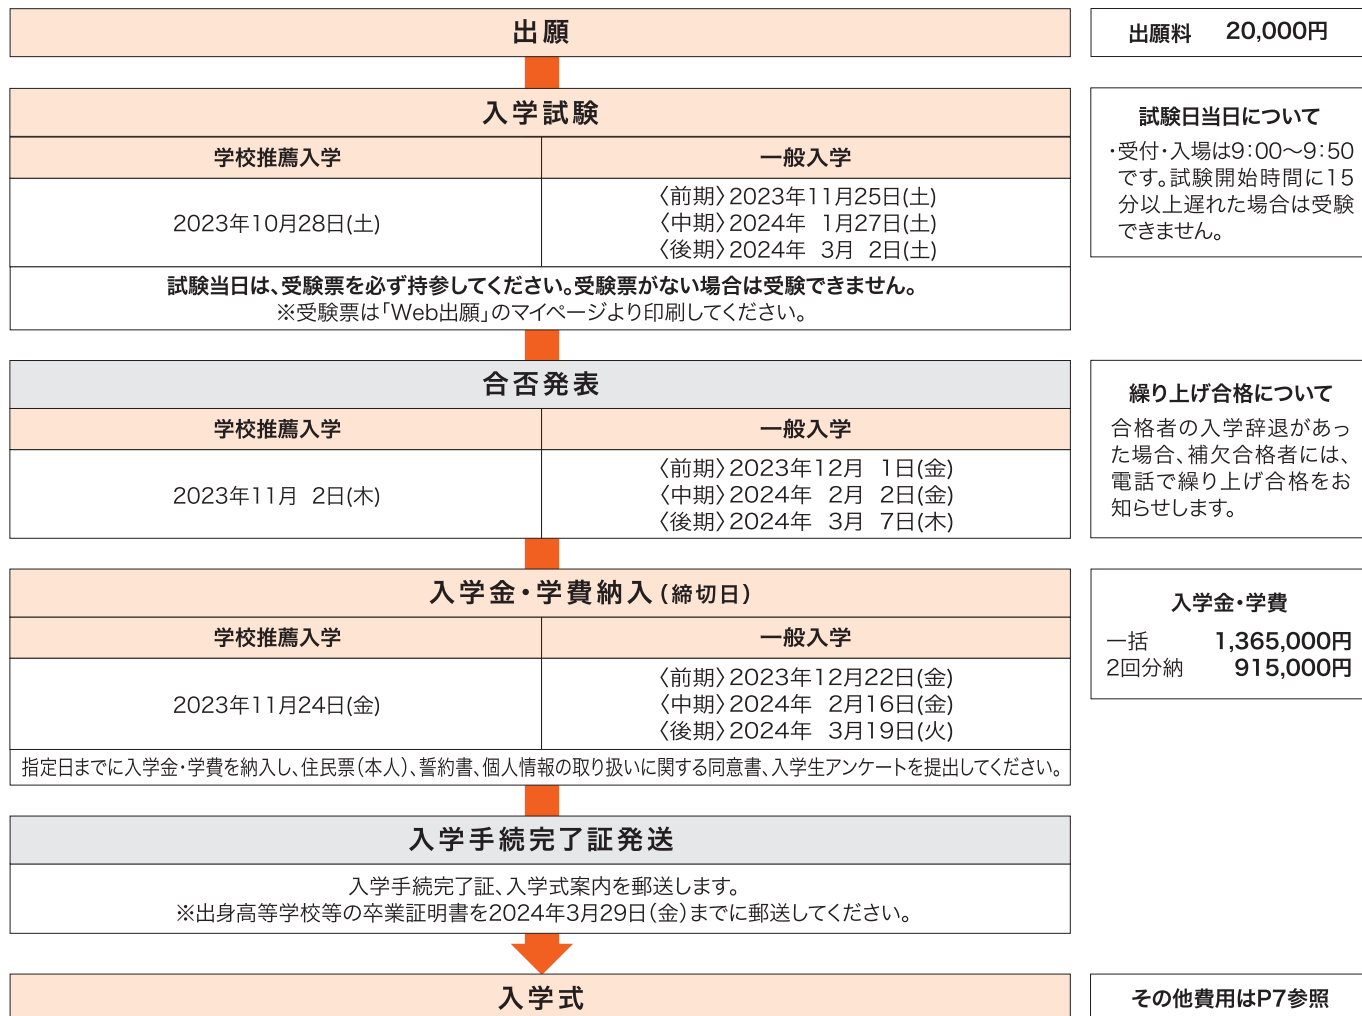 出願
出願料 20,000円
入学試験
学校推薦入学 一般入学
2023年10月28日(土)
〈前期〉2023年11月25日(土)
〈中期〉2024年 1月27日(土)
〈後期〉2024年 3月 2日(土)
試験当日は、受験票を必ず持参してください。受験票がない場合は受験できません。
※受験票は「Web出願」のマイページより印刷してください。
試験日当日について
・受付・入場は9：00〜9：50
です。試験開始時間に15
分以上遅れた場合は受験
できません。
合否発表
学校推薦入学 一般入学
2023年11月 2日(木)
〈前期〉2023年12月 1日(金)
〈中期〉2024年 2月 2日(金)
〈後期〉2024年 3月 7日(木)
繰り上げ合格について
合格者の入学辞退があっ
た場合、補欠合格者には、
電話で繰り上げ合格をお
知らせします。
入学金・学費納入（締切日）
学校推薦入学 一般入学
2023年11月24日(金)
〈前期〉2023年12月22日(金)
〈中期〉2024年 2月16日(金)
〈後期〉2024年 3月19日(火)
指定日までに入学金・学費を納入し、住民票（本人）、誓約書、個人情報の取り扱いに関する同意書、入学生アンケートを提出してください。
入学金・学費
一括 1,365,000円
2回分納 915,000円
入学手続完了証発送
入学手続完了証、入学式案内を郵送します。
※出身高等学校等の卒業証明書を2024年3月29日（金）までに郵送してください。
入学式
その他費用はP7参照